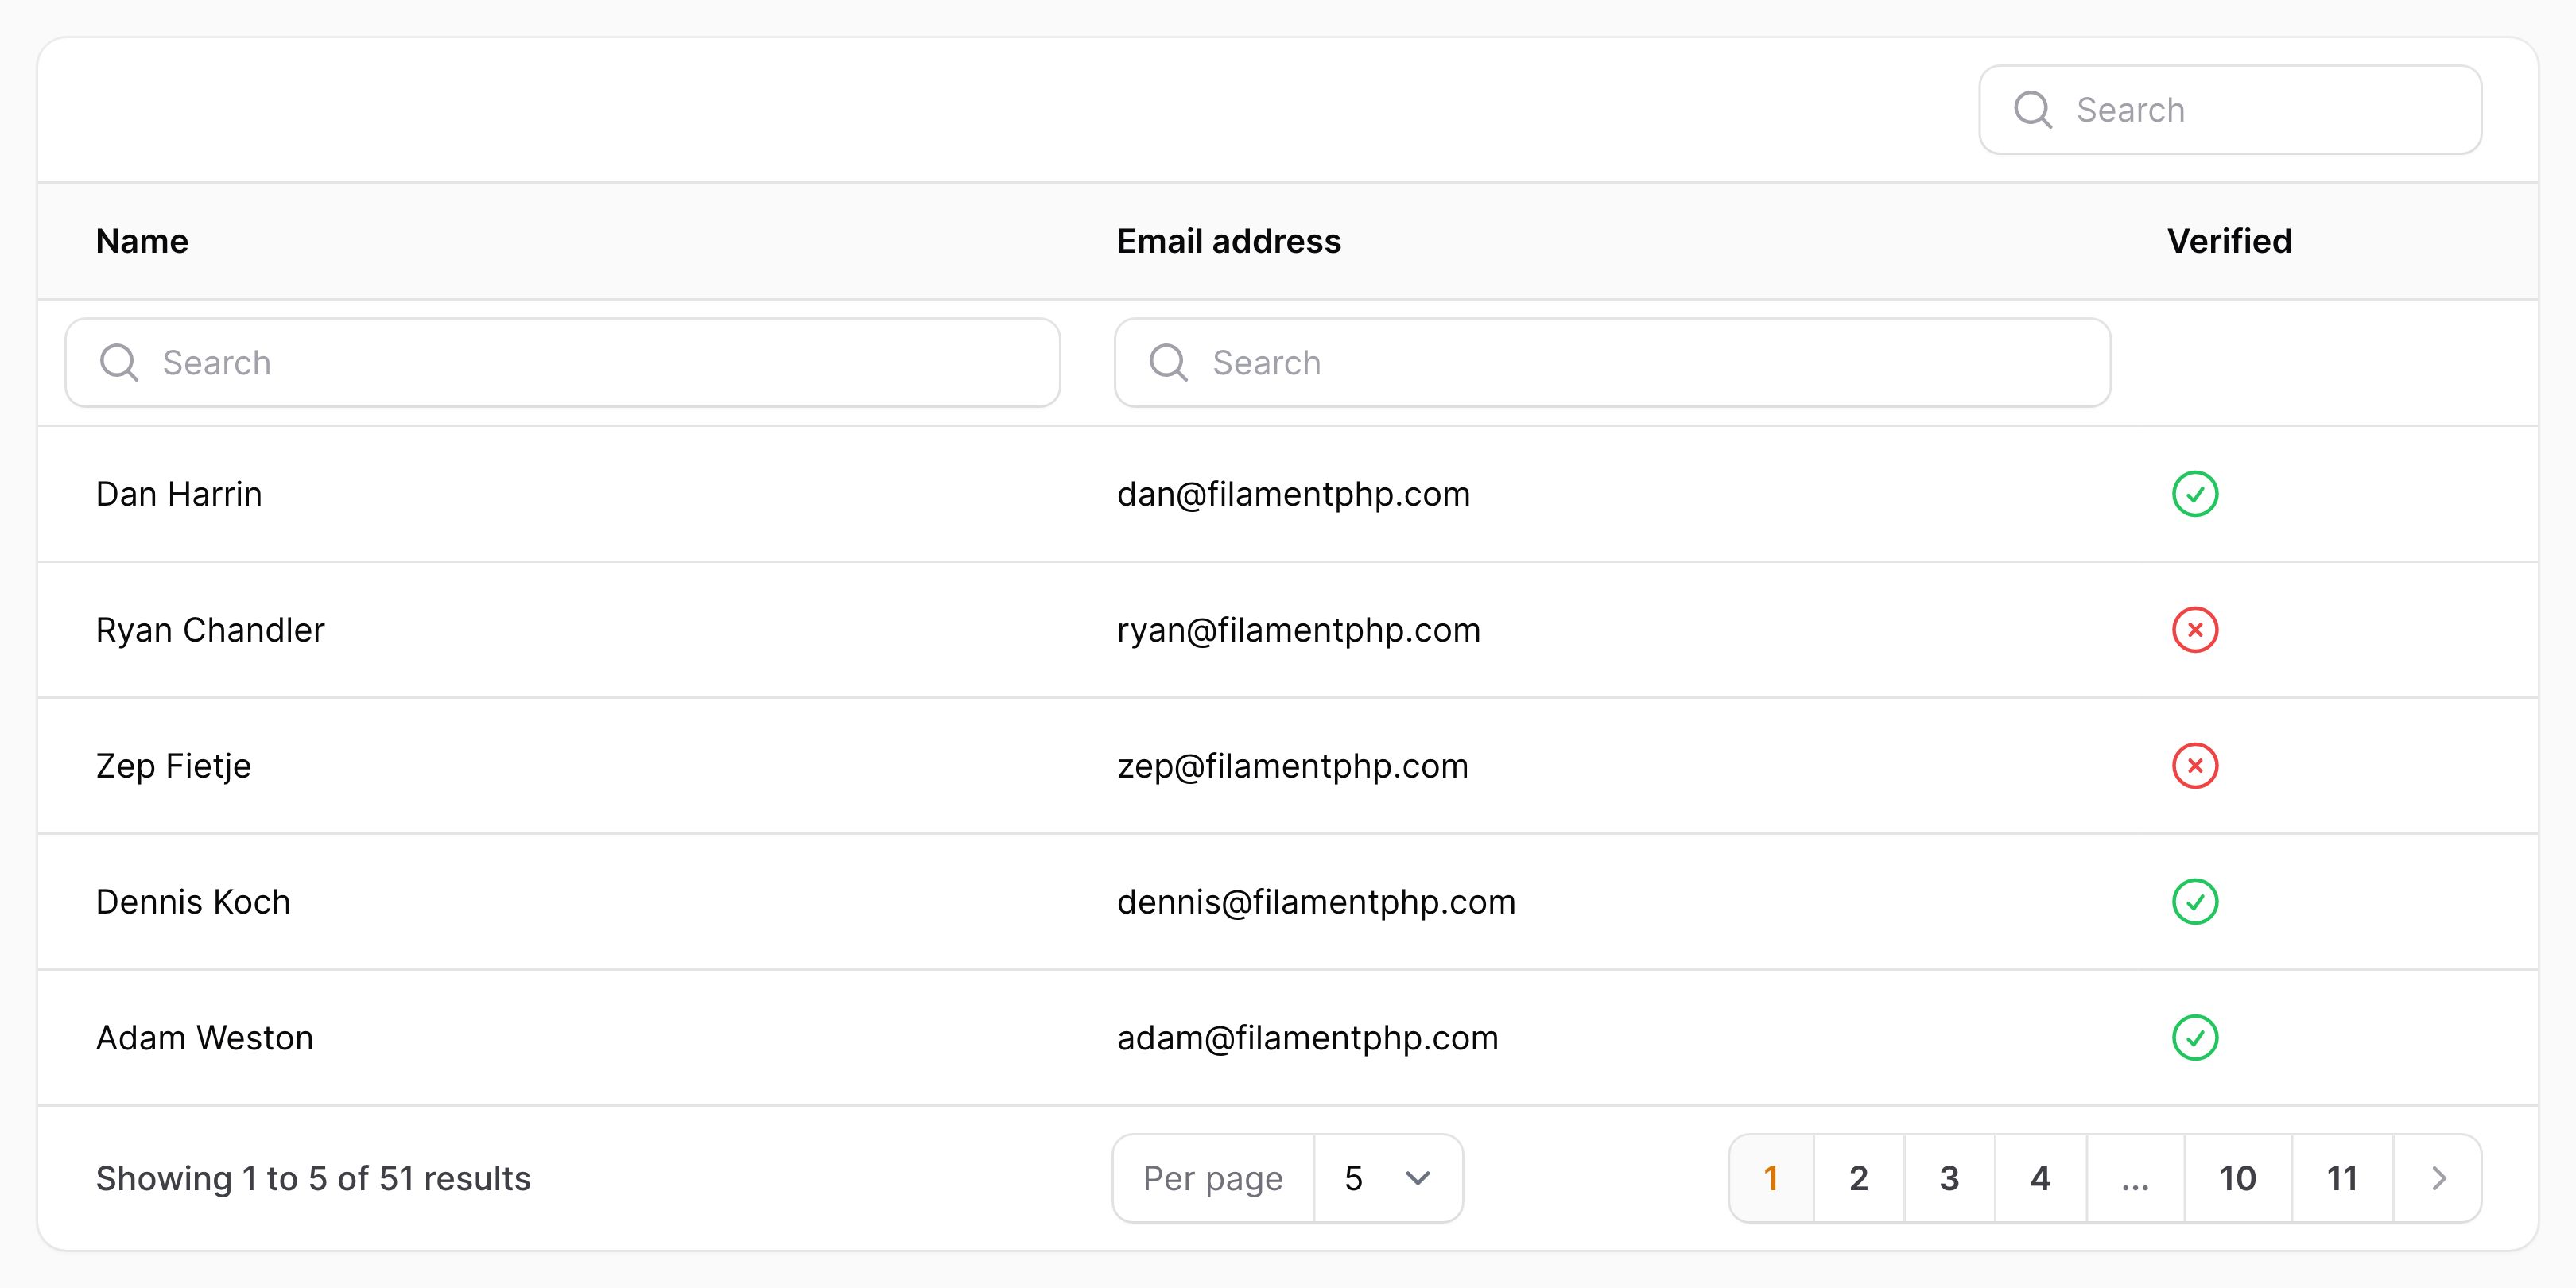 Search
Name Email address Verified
Search Search
Dan Harrin dan@filamentphp.com
Ryan Chandler ryan@filamentphp.com
Zep Fietje zep@filamentphp.com
Dennis Koch dennis@filamentphp.com
Adam Weston adam@filamentphp.com
Showing 1 to 5 of 51 results Per page 5 1 2 3 4 ... 10 11